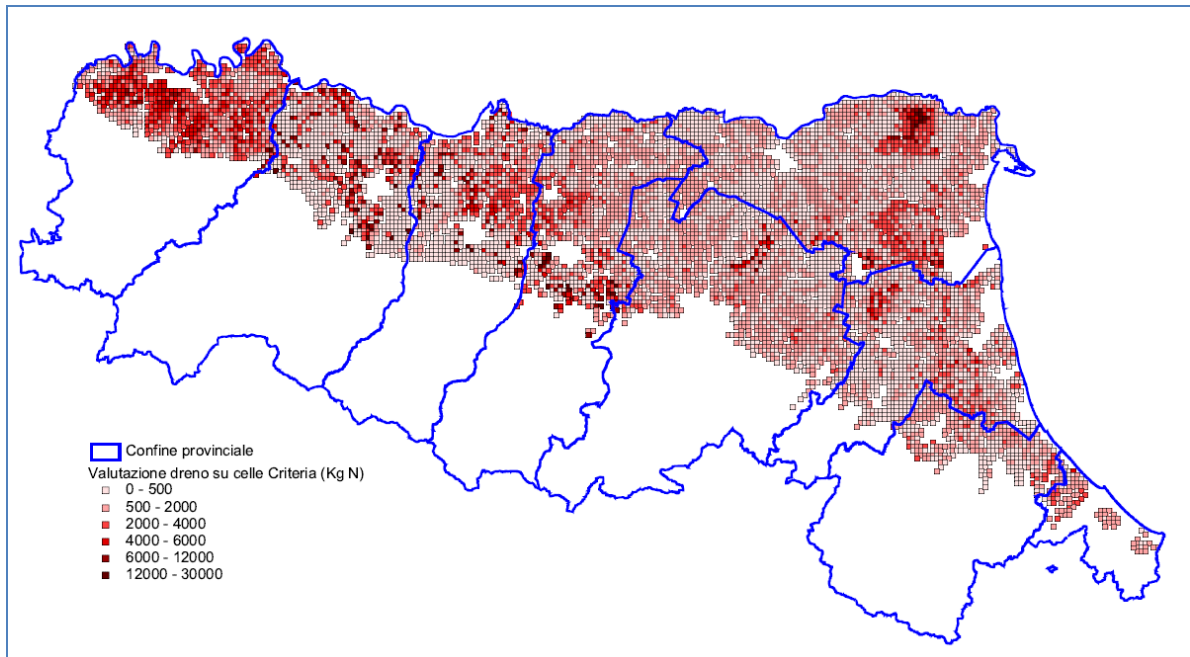 Confine provinciale
Valutazione dreno su celle Criteria (Kg N)
0 - 500
500 - 2000
2000 - 4000
4000 - 6000
6000 - 12000
12000 - 30000